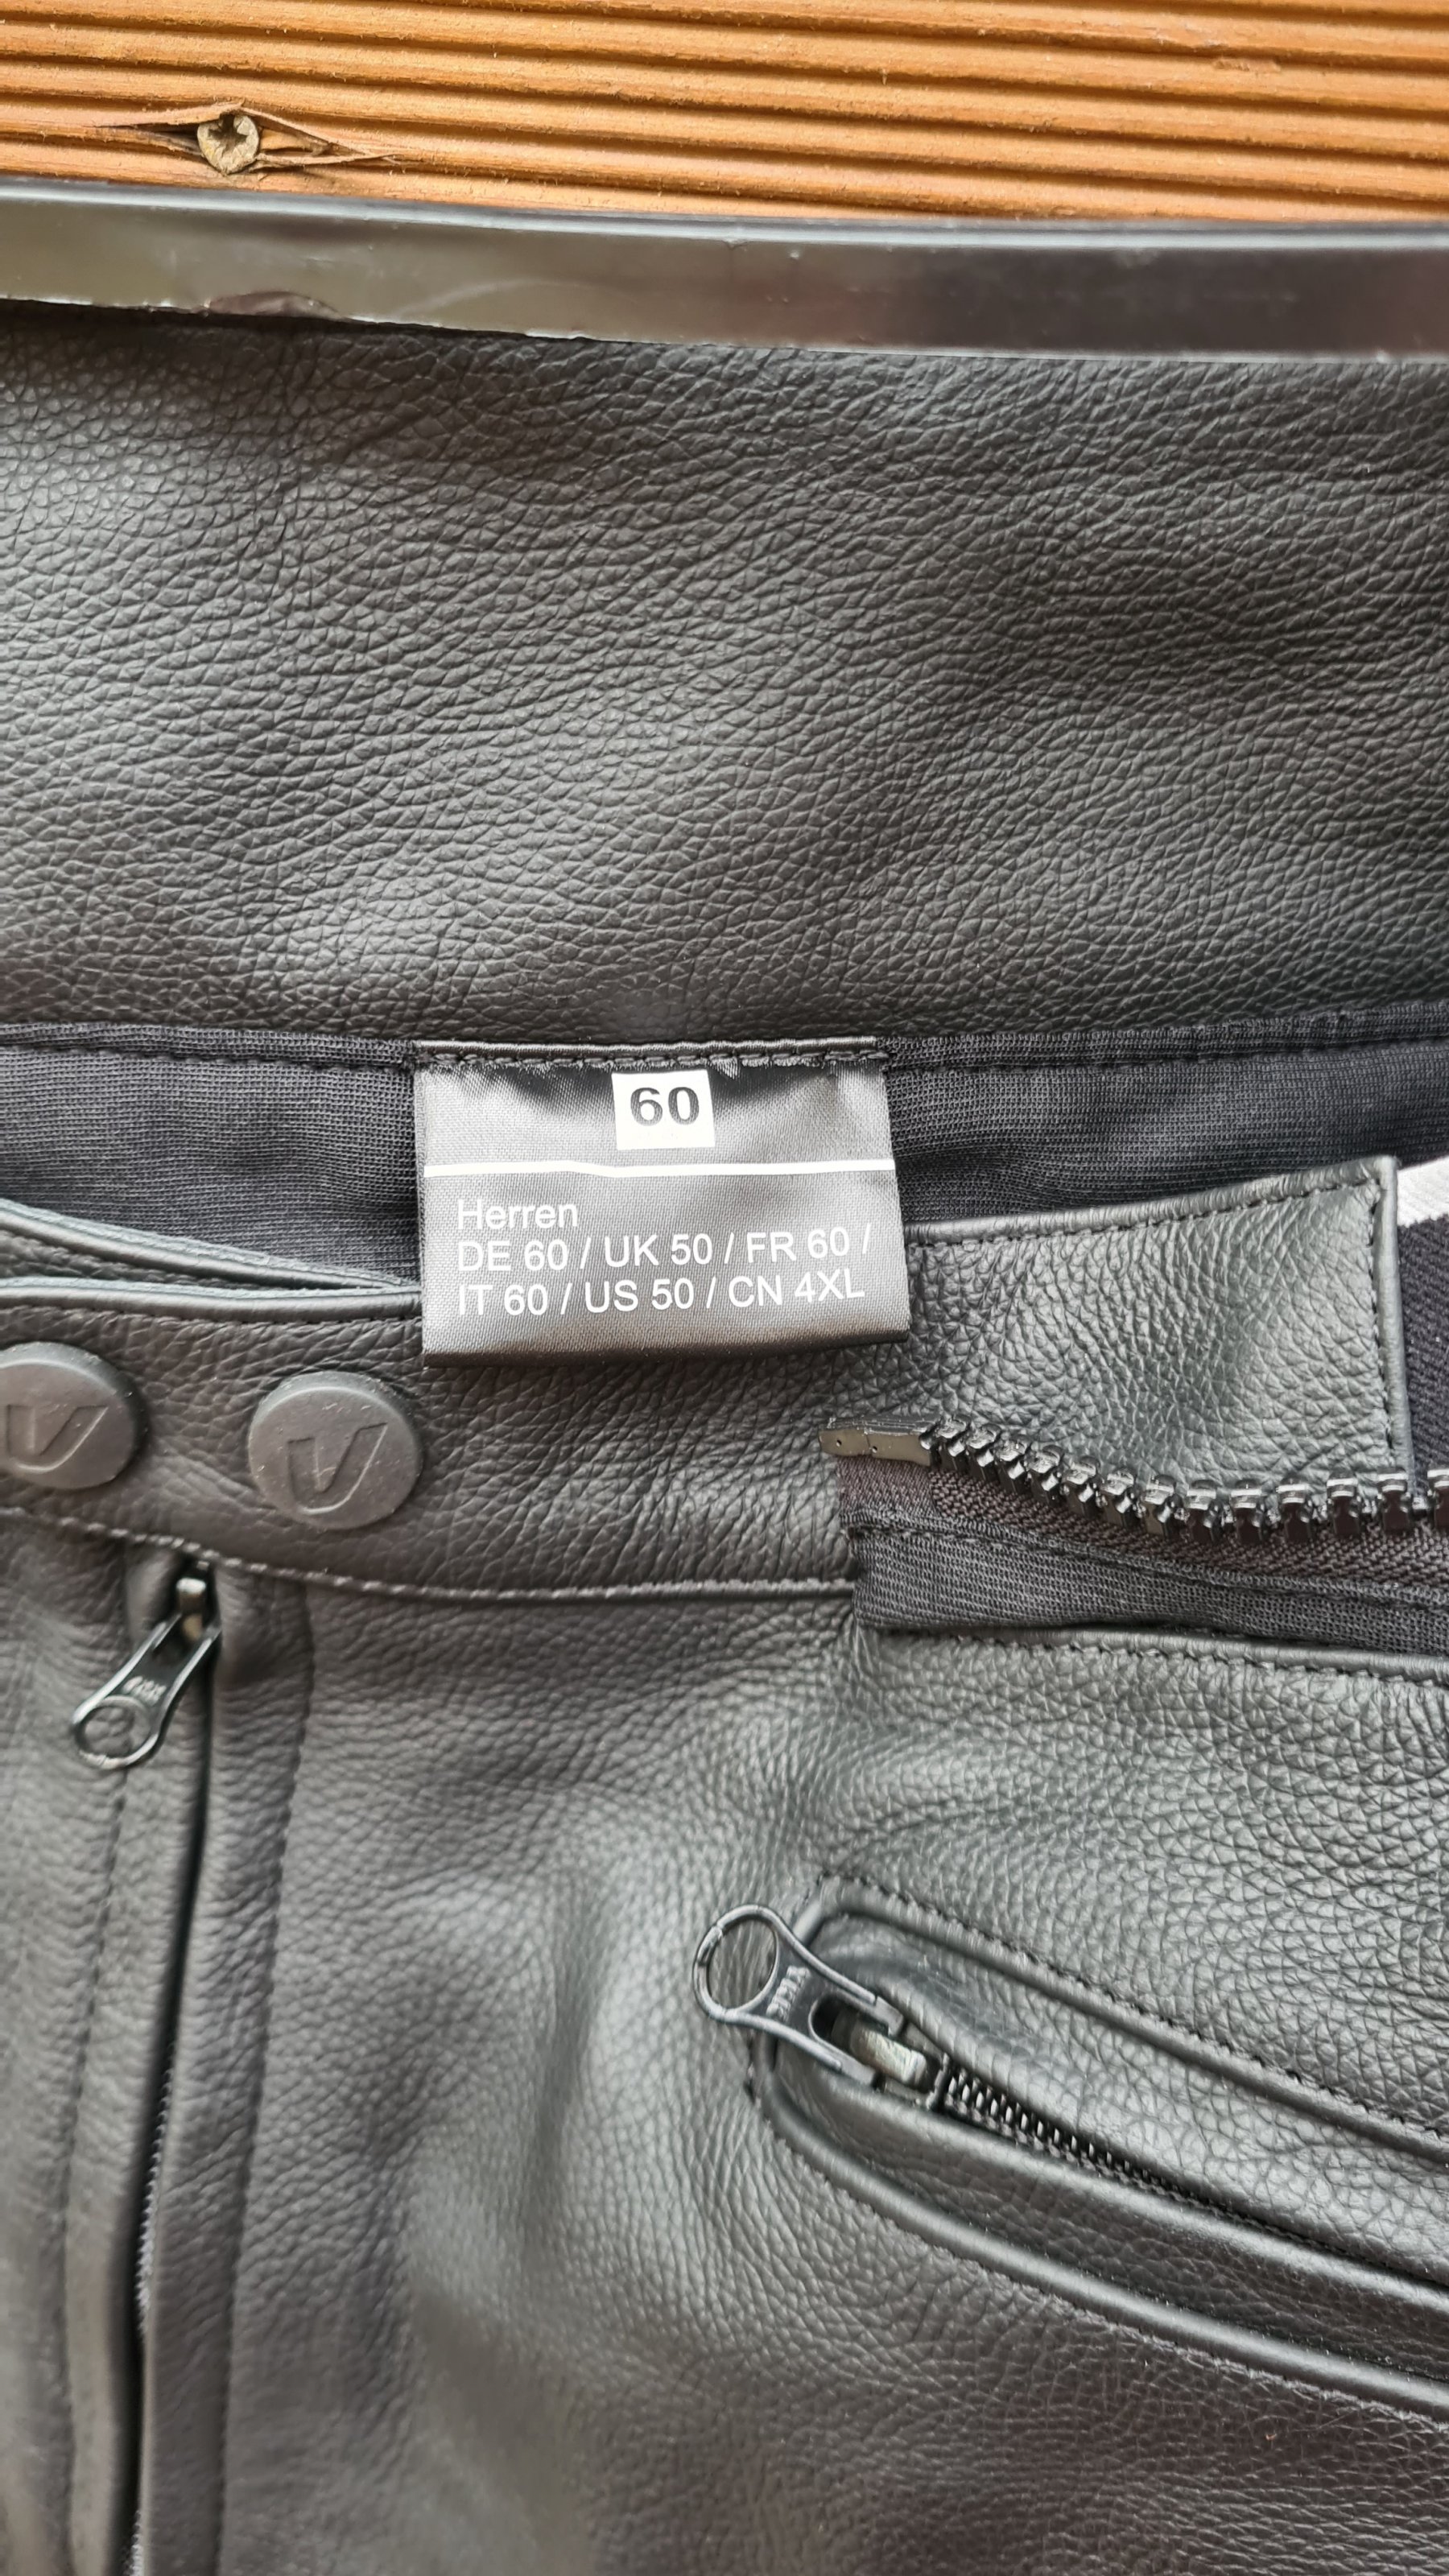 60
Herren
DE 60 / UK 50 / FR 60 /
IT 60 / US 50 / CN 4XL